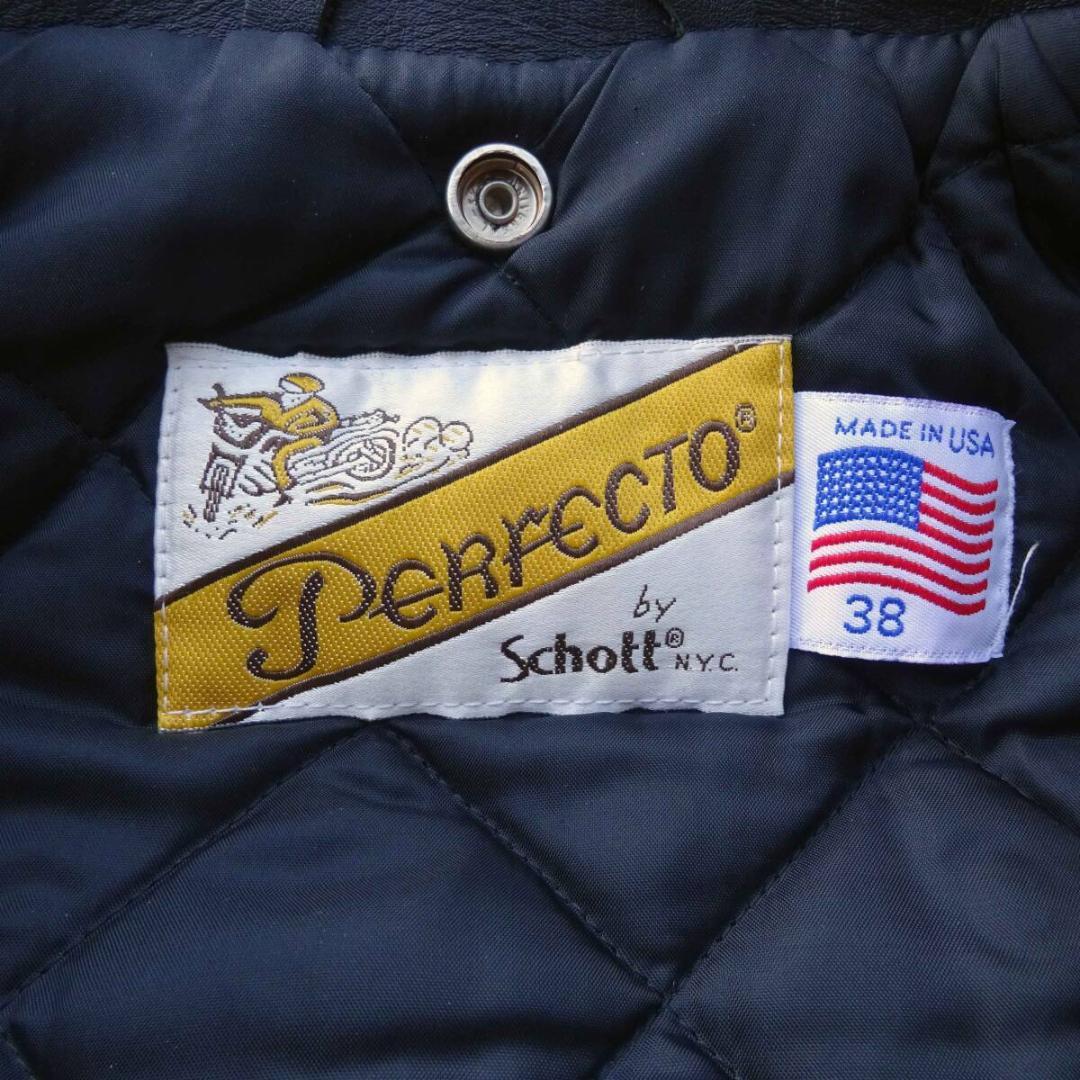 PERFECTO®
by
Schott® N.Y.C.
MADE IN USA
38